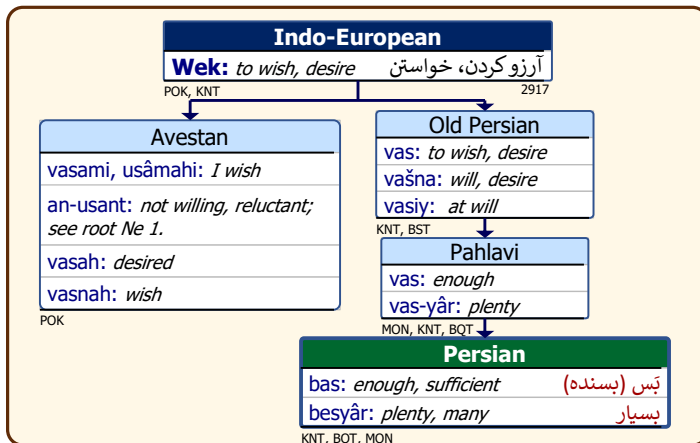 Indo-European
Wek: to wish, desire آرزو کردن، خواستن
POK, KNT 2917
Avestan
vasami, usâmahi: I wish
an-usant: not willing, reluctant;
see root Ne 1.
vasah: desired
vasnah: wish
POK
Old Persian
vas: to wish, desire
vašna: will, desire
vasiy: at will
KNT, BST
Pahlavi
vas: enough
vas-yâr: plenty
MON, KNT, BQT
Persian
bas: enough, sufficient بَس (بسنده)
besyâr: plenty, many بسیار
KNT, BQT, MON